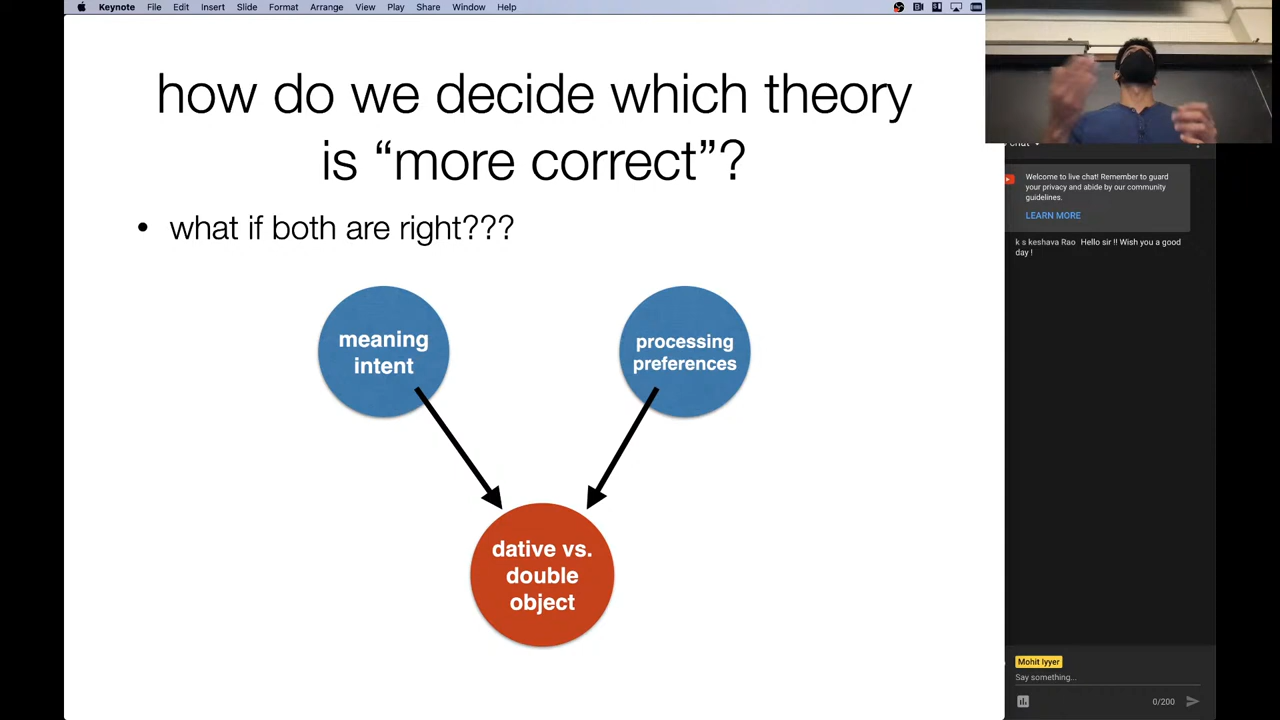 Keynote File Edit Insert Slide Format Arrange View Play Share Window Help
how do we decide which theory
is “more correct”?
• what if both are right???
meaning
intent
processing
preferences
dative vs.
double
object
Welcome to live chat! Remember to guard
your privacy and abide by our community
guidelines.
LEARN MORE
k s keshava Rao Hello sir !! Wish you a good
day !
Mohit Iyyer
Say something...
0/200